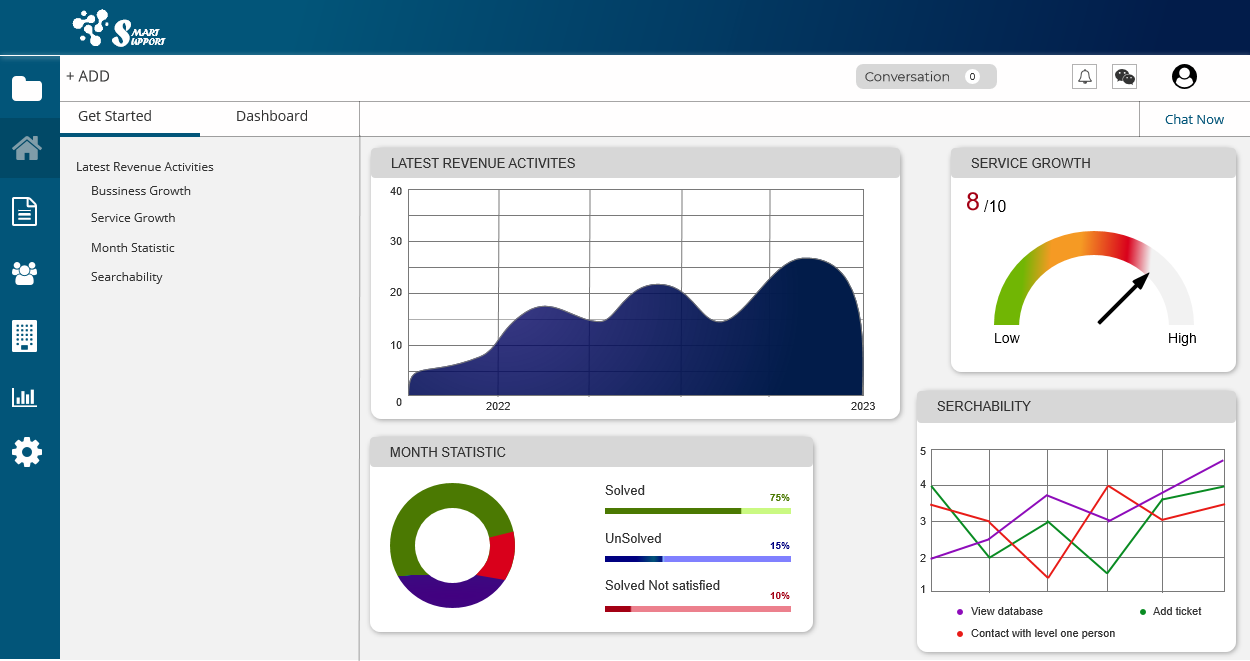 SMART
SUPPORT
+ ADD
Conversation 0
Get Started
Dashboard
Chat Now
Latest Revenue Activities
Bussiness Growth
Service Growth
Month Statistic
Searchability
LATEST REVENUE ACTIVITES
40
30
20
10
0
2022
2023
SERVICE GROWTH
8 /10
Low
High
MONTH STATISTIC
Solved
75%
UnSolved
15%
Solved Not satisfied
10%
SERCHABILITY
5
4
3
2
1
View database
Add ticket
Contact with level one person